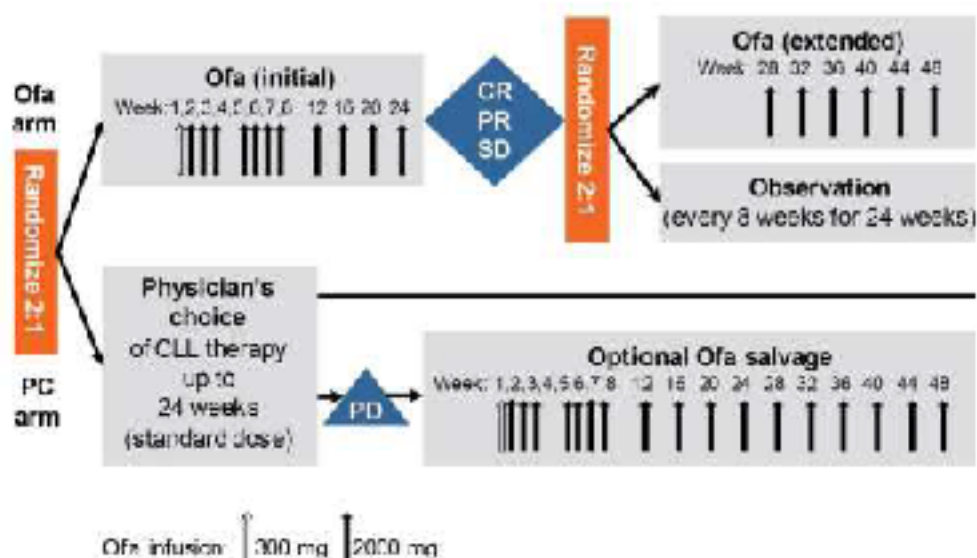 Ofa arm
Randomize 2:1
PC arm
Ofa (initial)
Week: 1,2,3,4,5,6,7,8 12 16 20 24
CR
PR
SD
Randomize 2:1
Ofa (extended)
Week: 28 32 36 40 44 48
Observation
(every 8 weeks for 24 weeks)
Physician's
choice
of CLL therapy
up to
24 weeks
(standard dose)
PD
Optional Ofa salvage
Week: 1,2,3,4,5,6,7,8 12 16 20 24 28 32 36 40 44 48
Ofa infusion: 300 mg 2000 mg